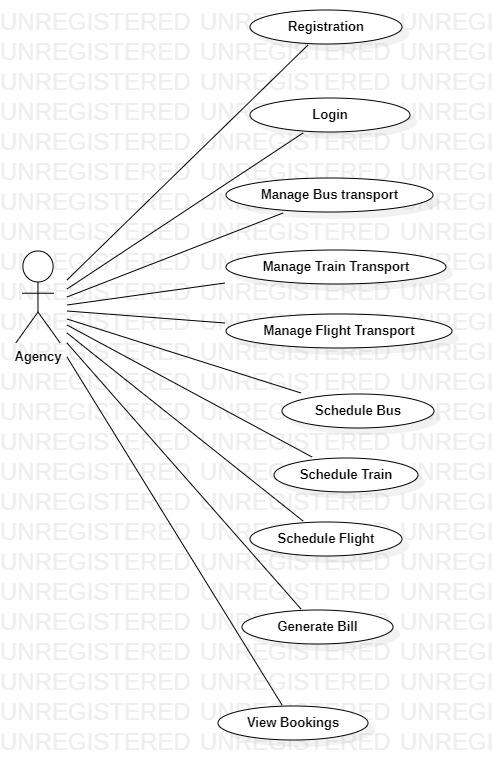 Registration
Login
Manage Bus transport
Manage Train Transport
Manage Flight Transport
Agency
Schedule Bus
Schedule Train
Schedule Flight
Generate Bill
View Bookings
UNREGISTERED